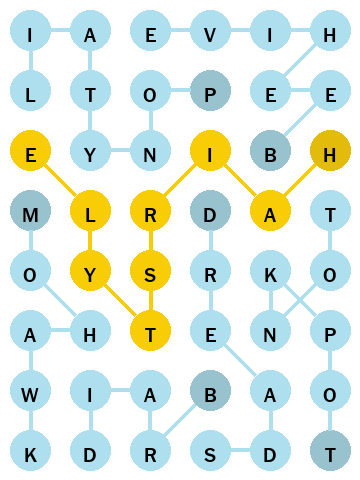 I A E V I H
L T O P E E
E Y N I B H
M L R D A T
O Y S R K O
A H T E N P
W I A B A O
K D R S D T